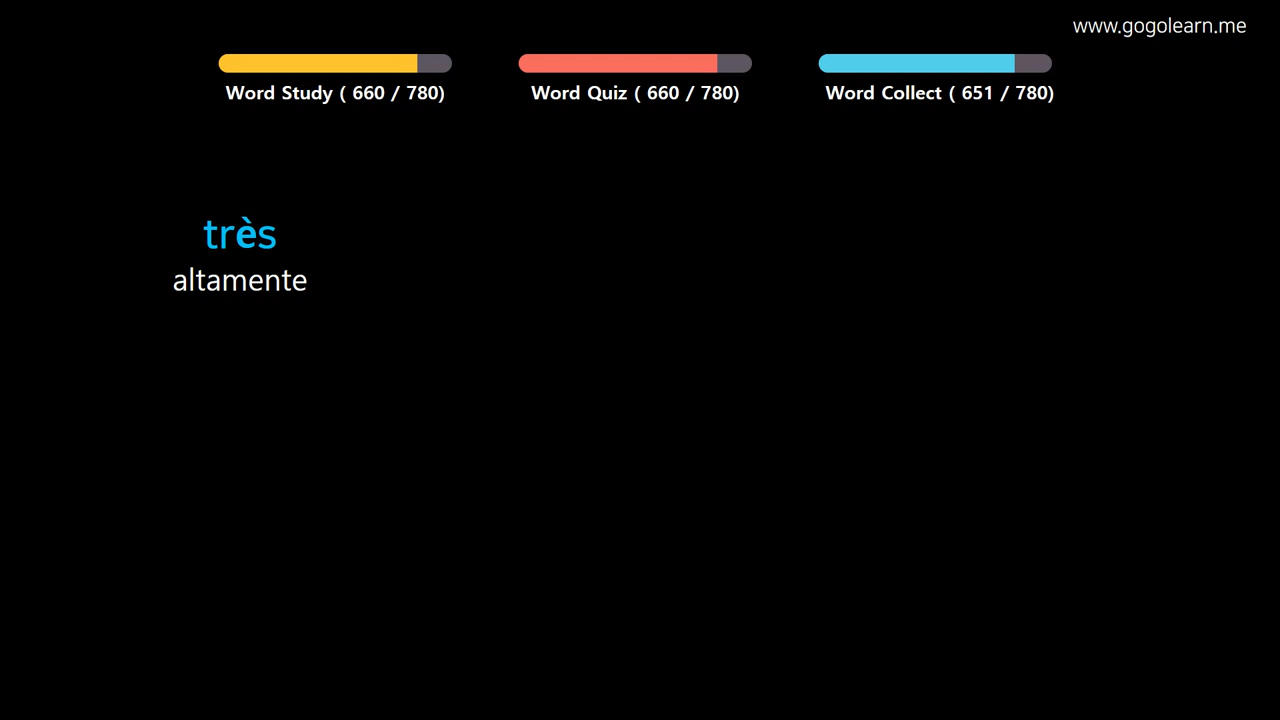 www.gogolearn.me
Word Study ( 660 / 780)
Word Quiz ( 660 / 780)
Word Collect ( 651 / 780)
très
altamente